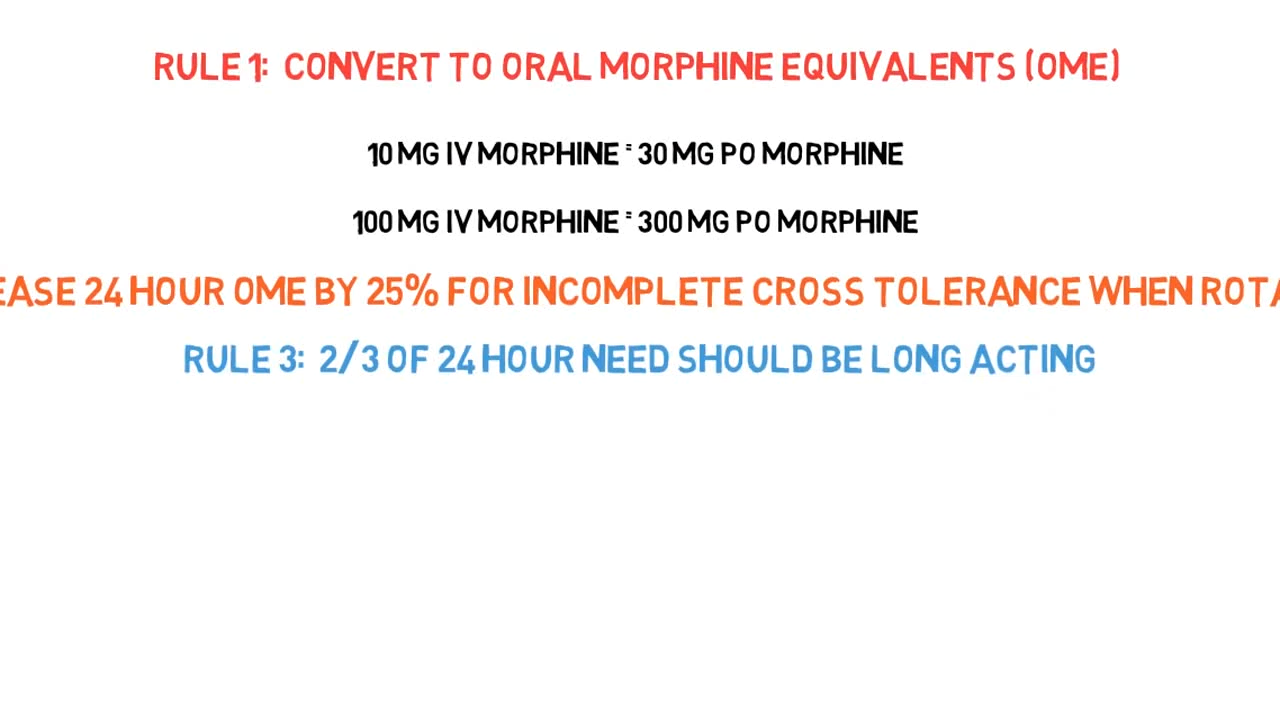 RULE 1: CONVERT TO ORAL MORPHINE EQUIVALENTS (OME)
10 MG IV MORPHINE = 30 MG PO MORPHINE
100 MG IV MORPHINE = 300 MG PO MORPHINE
EASE 24 HOUR OME BY 25% FOR INCOMPLETE CROSS TOLERANCE WHEN ROTA
RULE 3: 2/3 OF 24 HOUR NEED SHOULD BE LONG ACTING